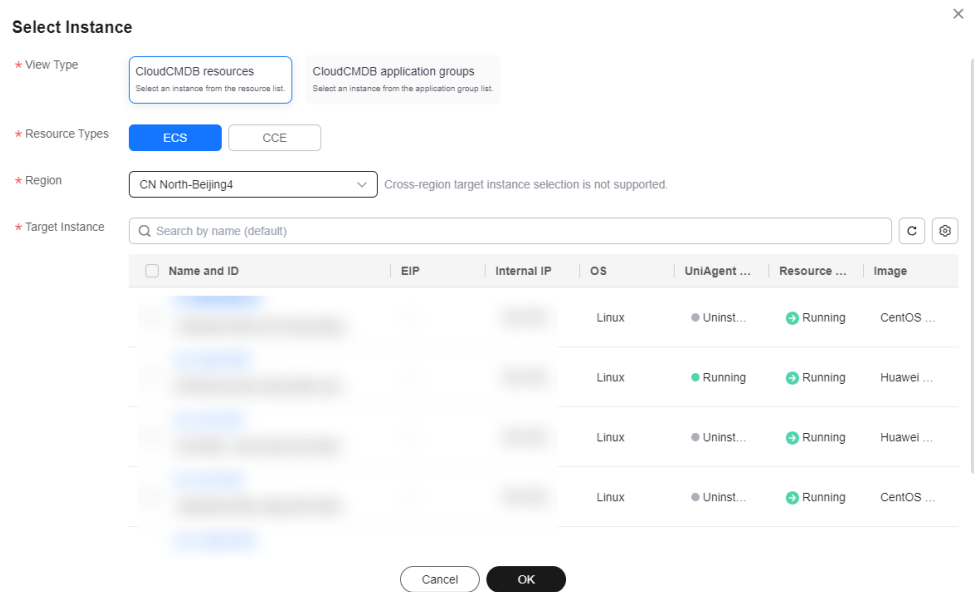 Select Instance
* View Type
CloudCMDB resources
Select an instance from the resource list.
CloudCMDB application groups
Select an instance from the application group list.
* Resource Types
ECS
CCE
* Region
CN North-Beijing4
Cross-region target instance selection is not supported.
* Target Instance
Search by name (default)
Name and ID EIP Internal IP OS UniAgent ... Resource ... Image
Linux Uninst... Running CentOS ...
Linux Running Running Huawei ...
Linux Uninst... Running Huawei ...
Linux Uninst... Running CentOS ...
Cancel OK